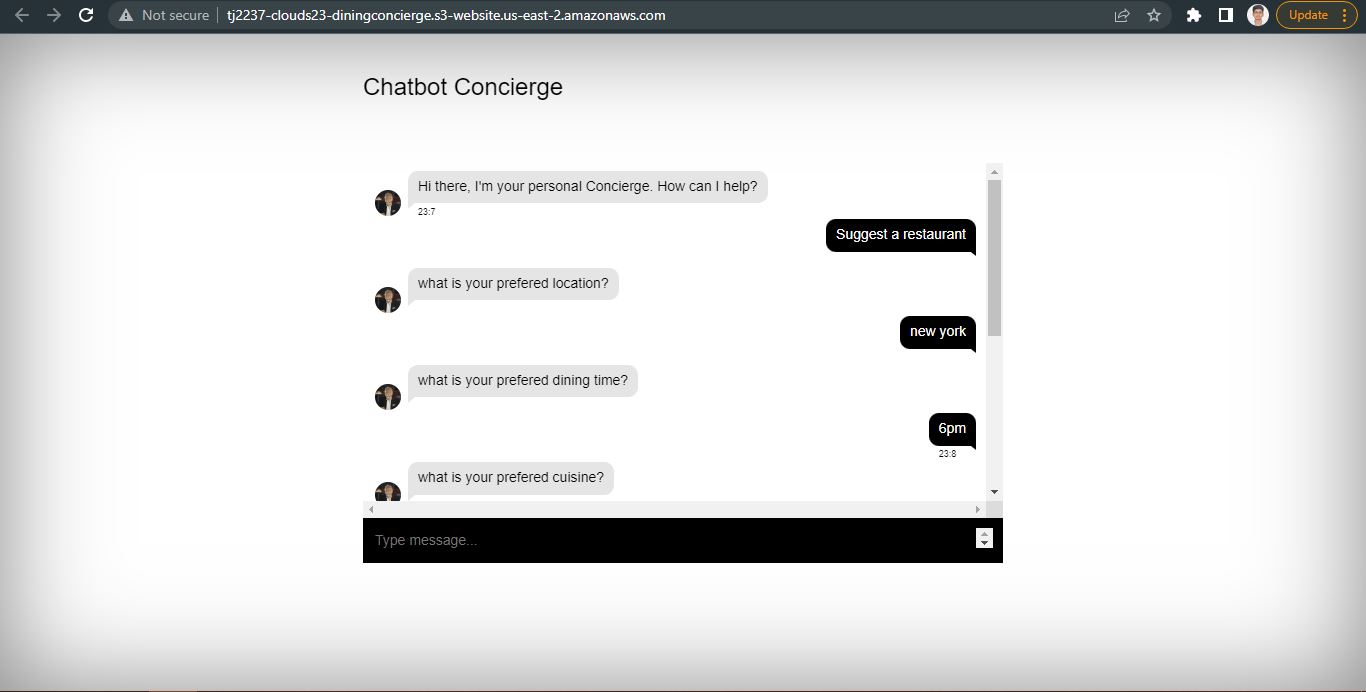 Not secure
tj2237-clouds23-diningconcierge.s3-website.us-east-2.amazonaws.com
Update
Chatbot Concierge
Hi there, I'm your personal Concierge. How can I help?
23:7
Suggest a restaurant
what is your prefered location?
new york
what is your prefered dining time?
6pm
23:8
what is your prefered cuisine?
Type message...